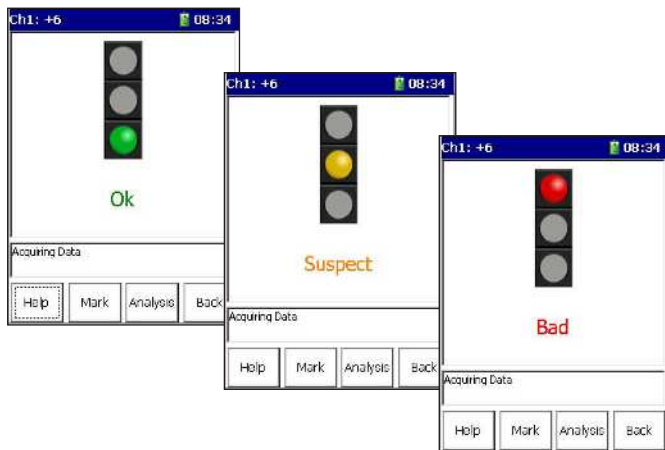 Ch1: +6 08:34
Ok
Acquiring Data
Help Mark Analysis Back
Ch1: +6 08:34
Suspect
Acquiring Data
Help Mark Analysis Back
Ch1: +6 08:34
Bad
Acquiring Data
Help Mark Analysis Back